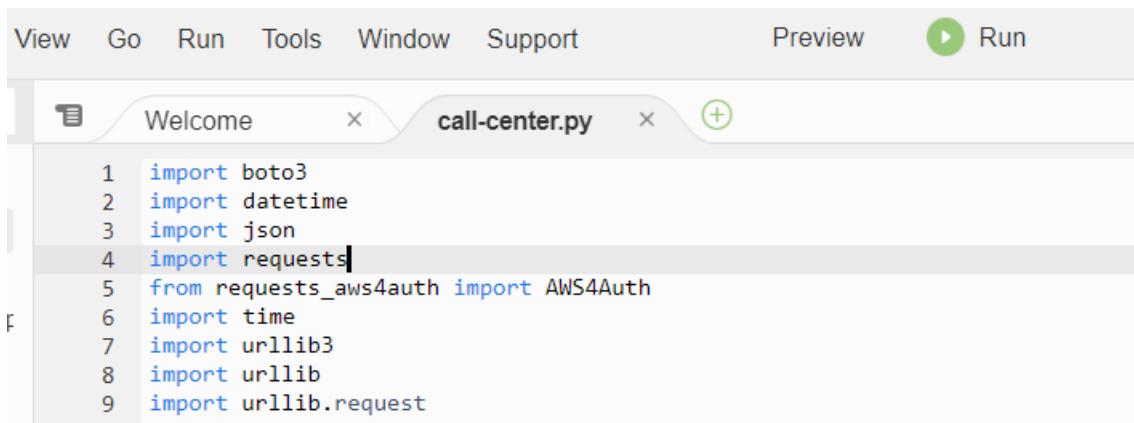 View Go Run Tools Window Support Preview Run
Welcome × call-center.py ×
1 import boto3
2 import datetime
3 import json
4 import requests
5 from requests_aws4auth import AWS4Auth
6 import time
7 import urllib3
8 import urllib
9 import urllib.request